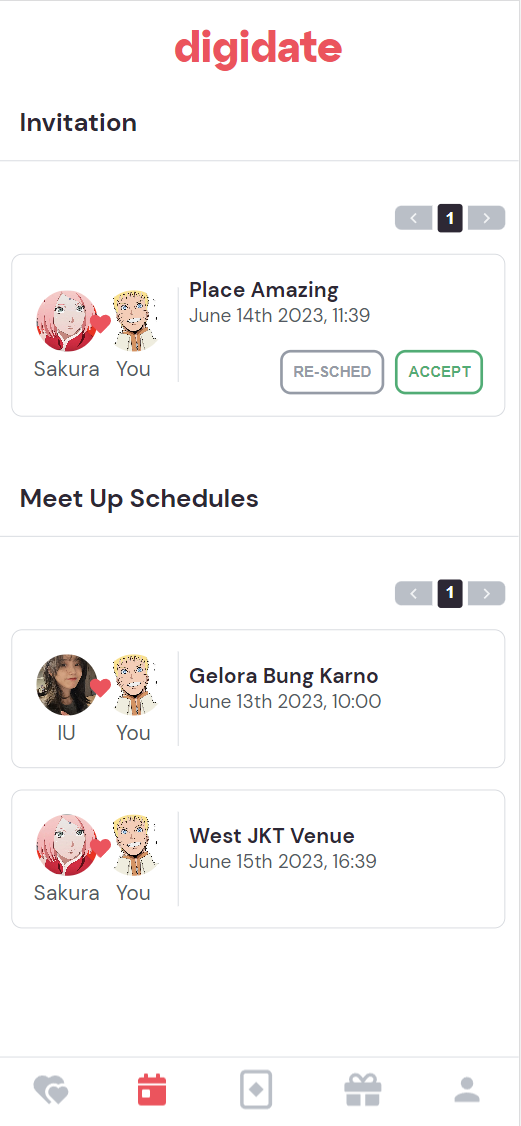 digidate
Invitation
1
Place Amazing
June 14th 2023, 11:39
Sakura You
RE-SCHED ACCEPT
Meet Up Schedules
1
Gelora Bung Karno
June 13th 2023, 10:00
IU You
West JKT Venue
June 15th 2023, 16:39
Sakura You